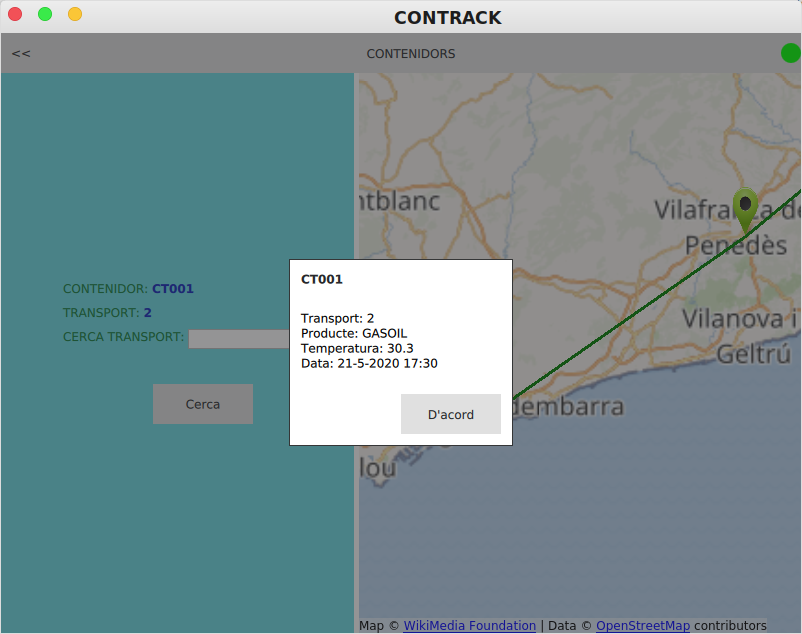 CONTRACK
<<
CONTENIDORS
CONTENIDOR: CT001
TRANSPORT: 2
CERCA TRANSPORT:
Cerca
CT001
Transport: 2
Producte: GASOIL
Temperatura: 30.3
Data: 21-5-2020 17:30
D'acord
ntblanc
Vilafranca de
Penedès
Vilanova i
Geltrú
dembarra
lou
Map © WikiMedia Foundation | Data © OpenStreetMap contributors